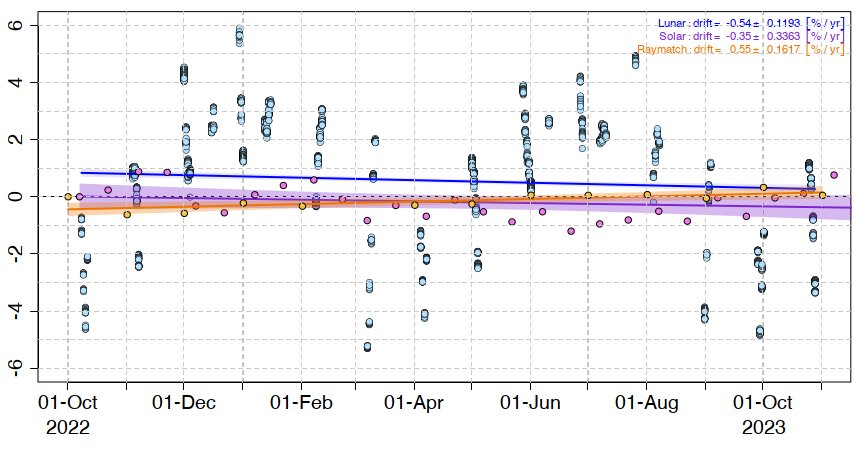 Lunar: drift= -0.54± 0.1193 [%/yr]
Solar: drift= -0.35± 0.3363 [%/yr]
Raymatch: drift= 0.55± 0.1617 [%/yr]
6
4
2
0
-2
-4
-6
01-Oct 01-Dec 01-Feb 01-Apr 01-Jun 01-Aug 01-Oct
2022 2023